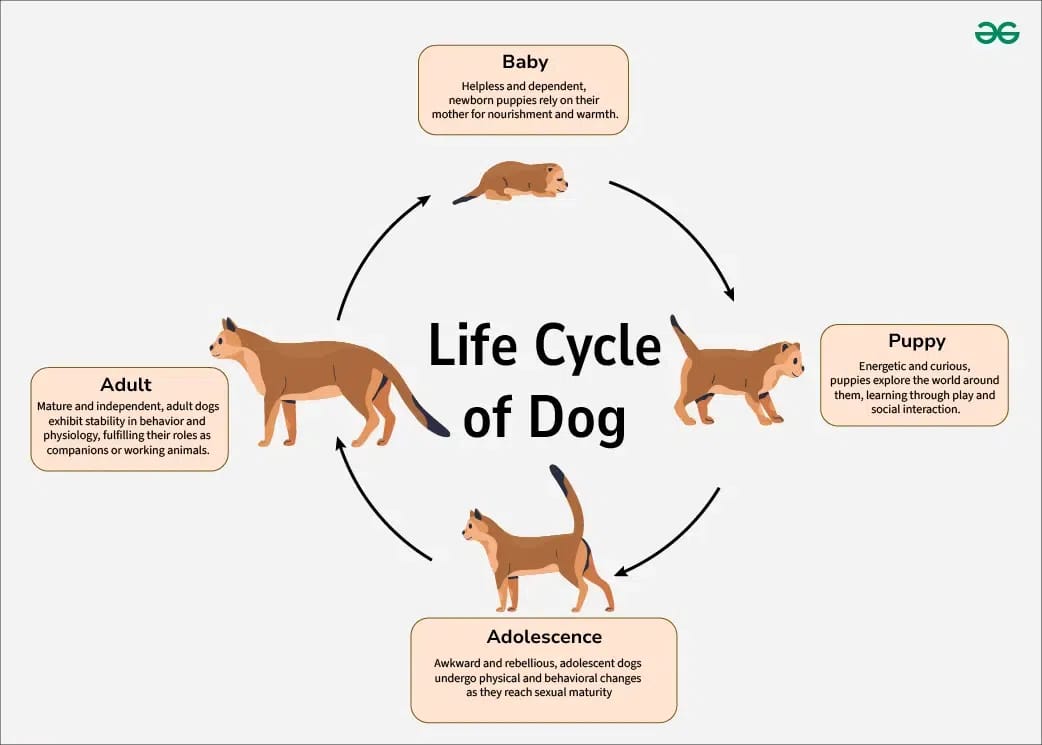 Baby
Helpless and dependent,
newborn puppies rely on their
mother for nourishment and warmth.
Life Cycle
of Dog
Puppy
Energetic and curious,
puppies explore the world around
them, learning through play and
social interaction.
Adult
Mature and independent, adult dogs
exhibit stability in behavior and
physiology, fulfilling their roles as
companions or working animals.
Adolescence
Awkward and rebellious, adolescent dogs
undergo physical and behavioral changes
as they reach sexual maturity